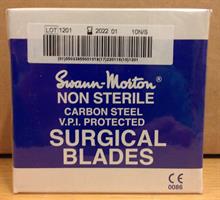 LOT 1201 2022 01 10N/S
Swann-Morton
NON STERILE
CARBON STEEL
V.P.I. PROTECTED
SURGICAL
BLADES
CE
0086